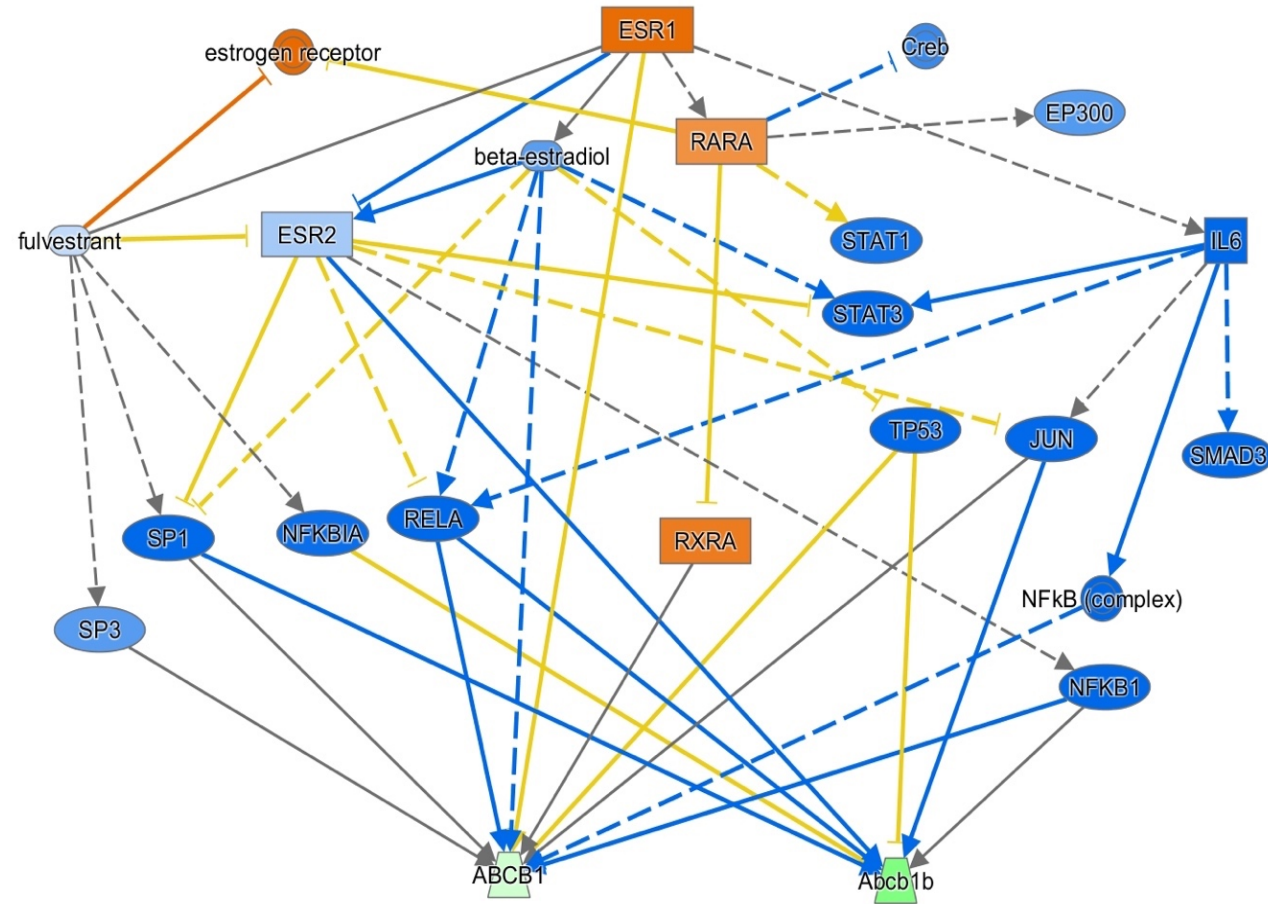 ESR1
estrogen receptor
Creb
EP300
RARA
beta-estradiol
fulvestrant
ESR2
STAT1
IL6
STAT3
TP53
JUN
SMAD3
SP1
NFKBIA
RELA
RXRA
NFkB (complex)
SP3
NFKB1
ABCB1
Abcb1b